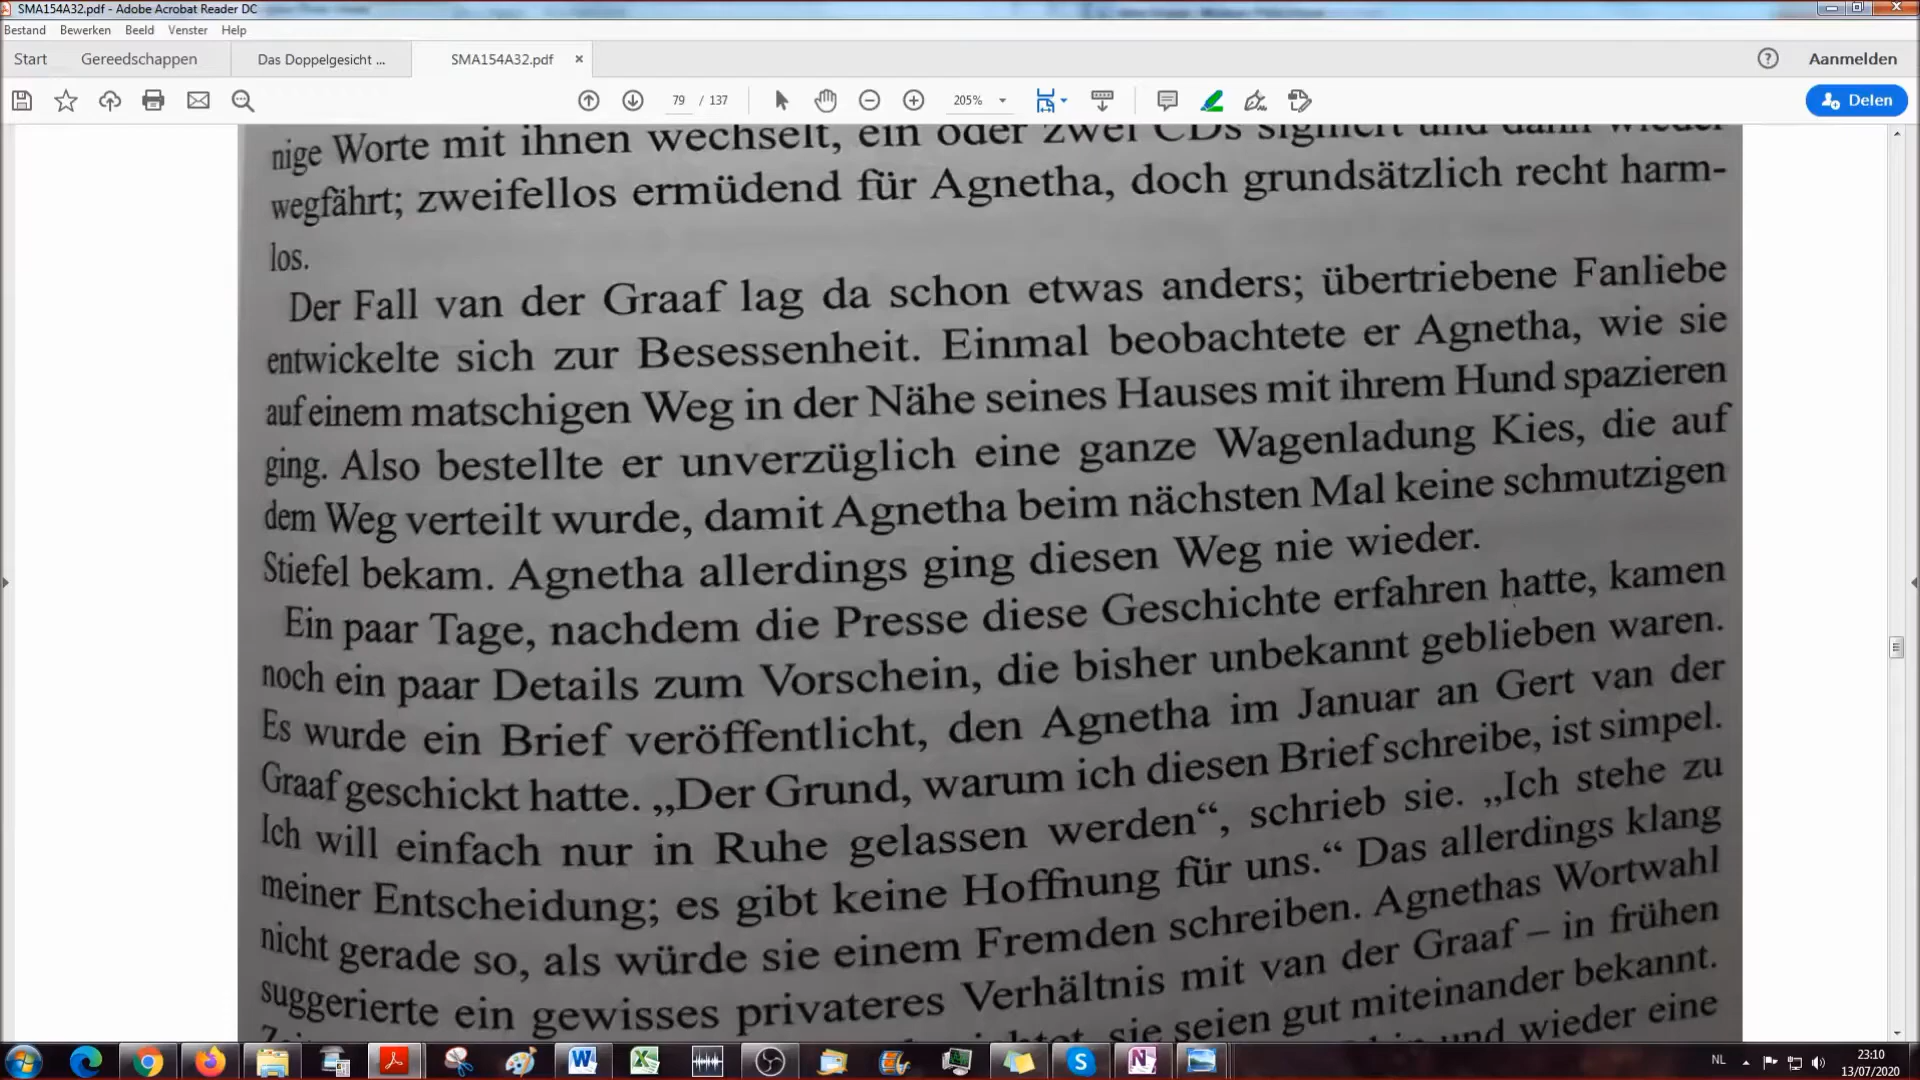 SMA154A32.pdf - Adobe Acrobat Reader DC
Bestand Bewerken Beeld Venster Help
Start Gereedschappen Das Doppelgesicht ... SMA154A32.pdf × Aanmelden
79 / 137 205% Delen
nige Worte mit ihnen wechselt, ein oder zwei CDs signiert und dann wieder
wegfährt; zweifellos ermüdend für Agnetha, doch grundsätzlich recht harm-
los.
Der Fall van der Graaf lag da schon etwas anders; übertriebene Fanliebe
entwickelte sich zur Besessenheit. Einmal beobachtete er Agnetha, wie sie
auf einem matschigen Weg in der Nähe seines Hauses mit ihrem Hund spazieren
ging. Also bestellte er unverzüglich eine ganze Wagenladung Kies, die auf
dem Weg verteilt wurde, damit Agnetha beim nächsten Mal keine schmutzigen
Stiefel bekam. Agnetha allerdings ging diesen Weg nie wieder.
Ein paar Tage, nachdem die Presse diese Geschichte erfahren hatte, kamen
noch ein paar Details zum Vorschein, die bisher unbekannt geblieben waren.
Es wurde ein Brief veröffentlicht, den Agnetha im Januar an Gert van der
Graaf geschickt hatte. „Der Grund, warum ich diesen Brief schreibe, ist simpel.
Ich will einfach nur in Ruhe gelassen werden“, schrieb sie. „Ich stehe zu
meiner Entscheidung; es gibt keine Hoffnung für uns.“ Das allerdings klang
nicht gerade so, als würde sie einem Fremden schreiben. Agnethas Wortwahl
suggerierte ein gewisses privateres Verhältnis mit van der Graaf – in frühen
sie seien gut miteinander bekannt.
und wieder eine
NL 23:10
13/07/2020